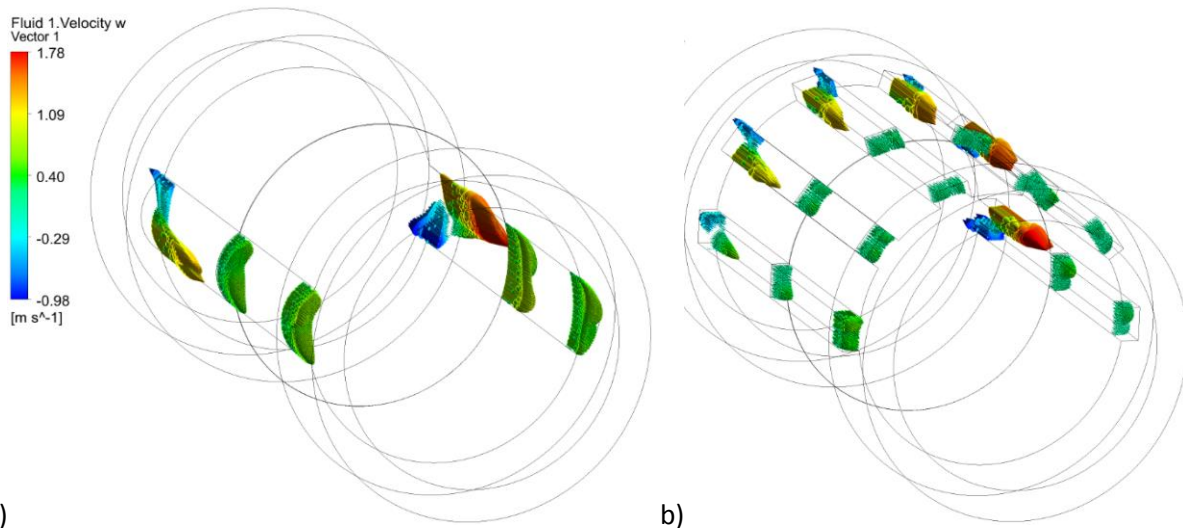 Fluid 1.Velocity w
Vector 1
1.78
1.09
0.40
-0.29
-0.98
[m s^-1]
)
b)